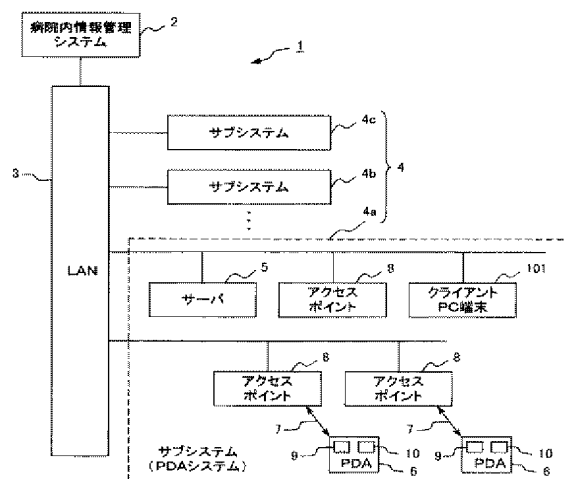 病院内情報管理
システム
2
1
サブシステム
4c
サブシステム
4b
4
3
4a
LAN
5
8
101
サーバ
アクセス
ポイント
クライアント
PC端末
8
8
アクセス
ポイント
アクセス
ポイント
7
7
サブシステム
(PDAシステム)
9
10
PDA
6
9
10
PDA
6